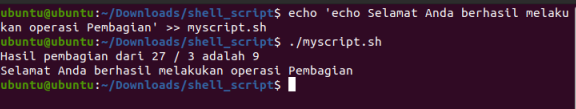 ubuntu@ubuntu:~/Downloads/shell_script$ echo 'echo Selamat Anda berhasil melaku
kan operasi Pembagian' >> myscript.sh
ubuntu@ubuntu:~/Downloads/shell_script$ ./myscript.sh
Hasil pembagian dari 27 / 3 adalah 9
Selamat Anda berhasil melakukan operasi Pembagian
ubuntu@ubuntu:~/Downloads/shell_script$